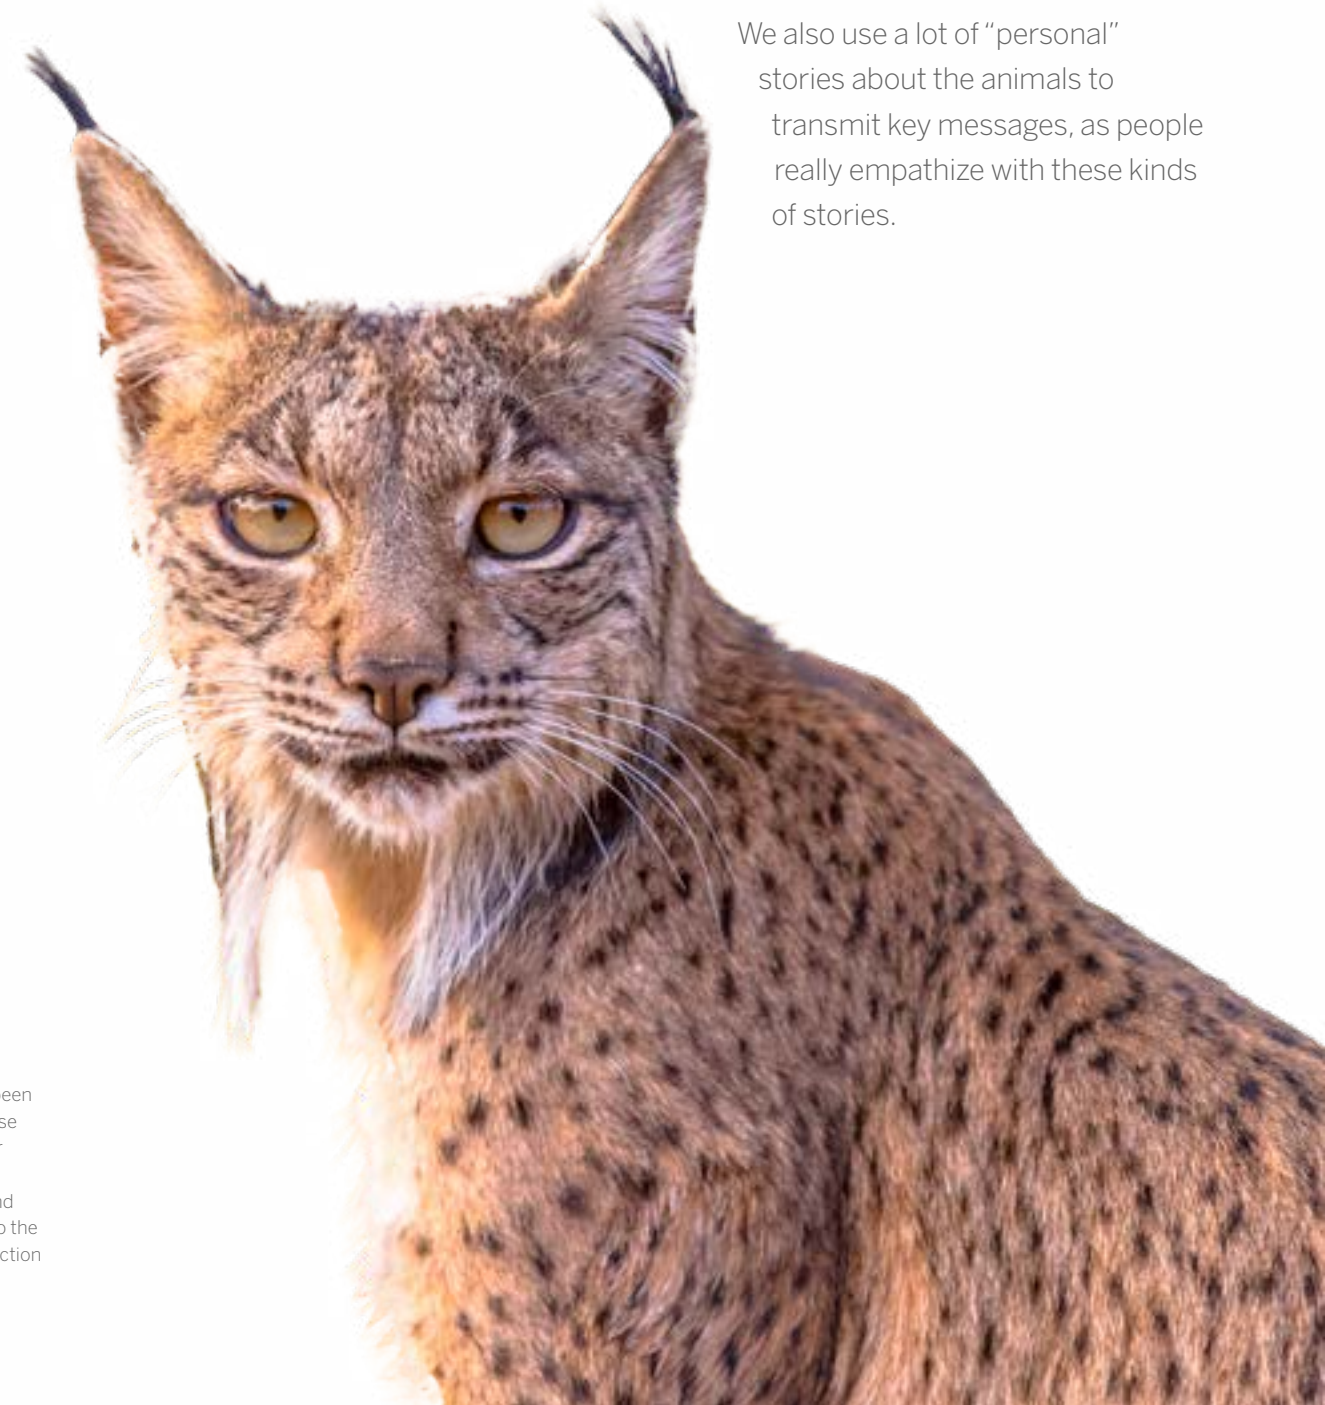 We also use a lot of “personal”
stories about the animals to
transmit key messages, as people
really empathize with these kinds
of stories.
the